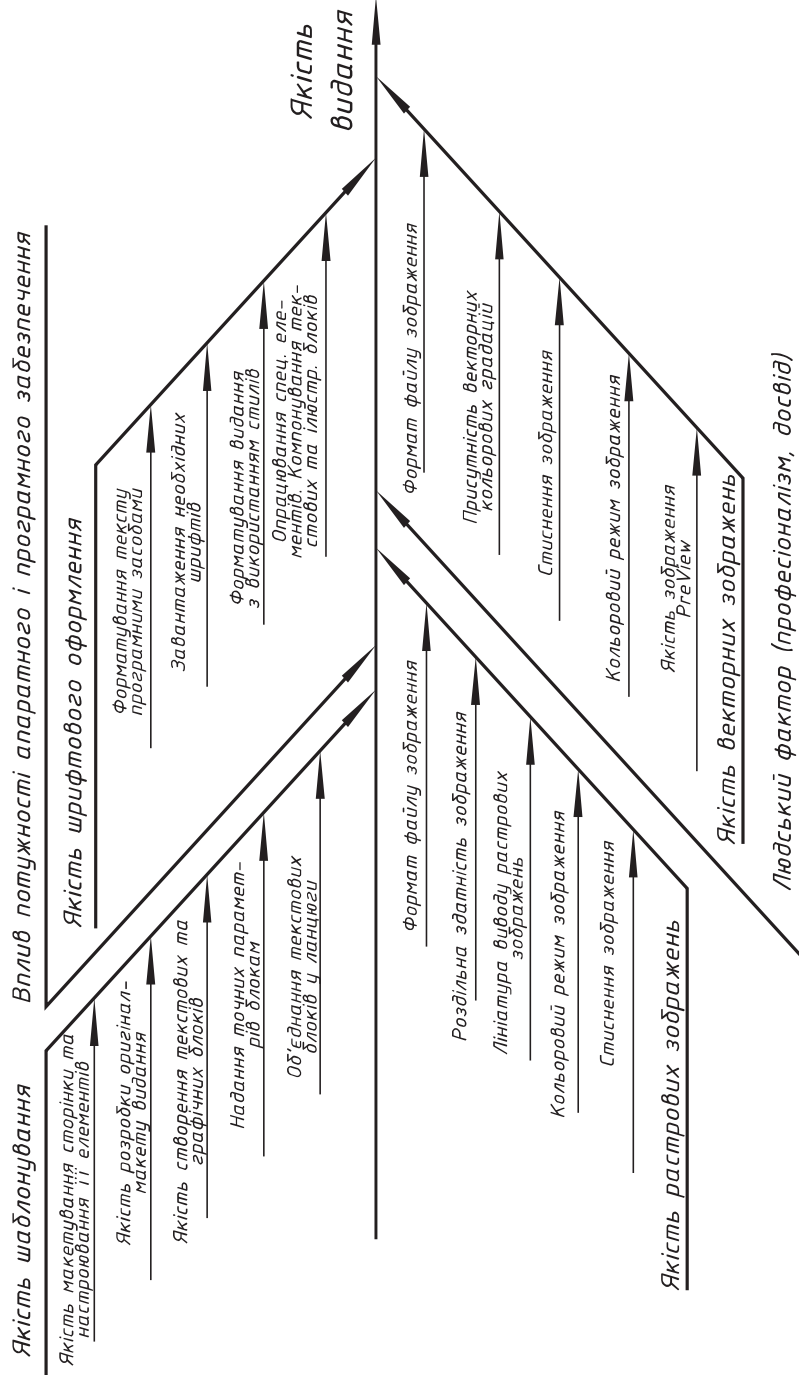 Якість шаблонування
Якість макетування сторінки та
настроювання її елементів
Якість розробки оригінал-
макету видання
Якість створення текстових та
графічних блоків
Надання точних парамет-
рів блокам
Об'єднання текстових
блоків у ланцюги
Вплив потужності апаратного і програмного забезпечення
Якість шрифтового оформлення
Форматування тексту
програмними засобами
Завантаження необхідних
шрифтів
Форматування видання
з використанням стилів
Опрацювання спец. еле-
ментів. Компонування тек-
стових та ілюстр. блоків
Якість
видання
Формат файлу зображення
Роздільна здатність зображення
Лініатура виводу растрових
зображень
Кольоровий режим зображення
Стиснення зображення
Якість растрових зображень
Формат файлу зображення
Присутність векторних
кольорових градацій
Стиснення зображення
Кольоровий режим зображення
Якість зображення
PreView
Якість векторних зображень
Людський фактор (професіоналізм, досвід)